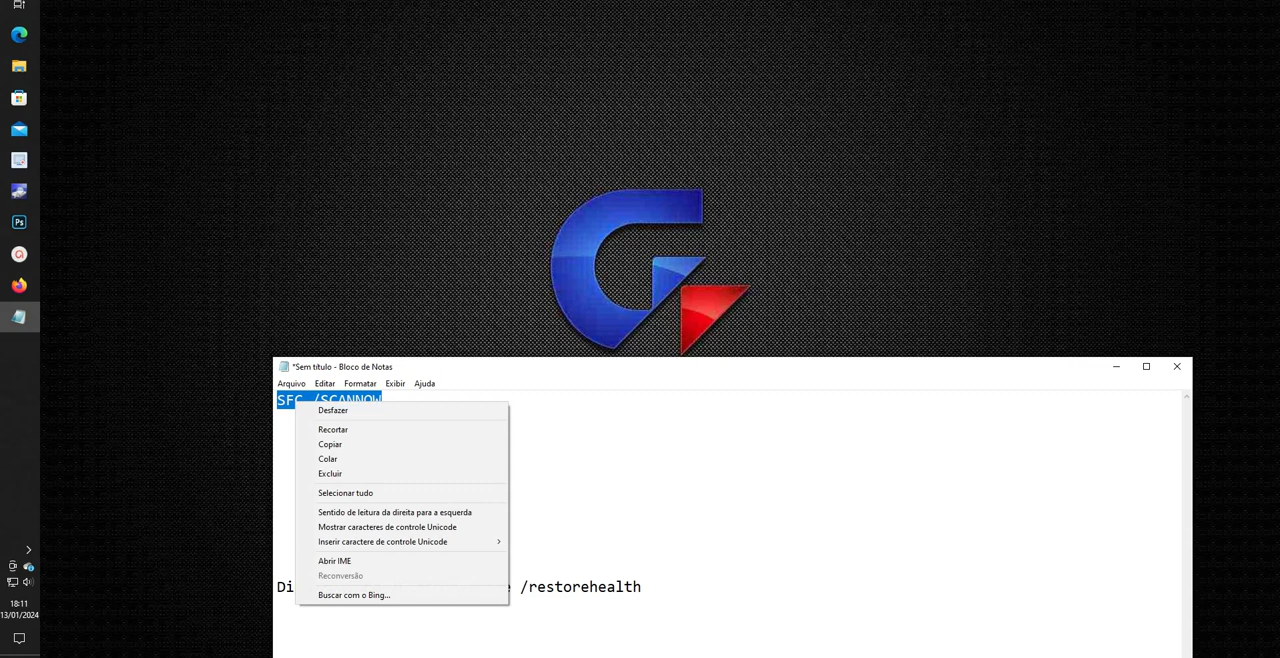 Ps
*Sem título - Bloco de Notas
Arquivo Editar Formatar Exibir Ajuda
SFC /SCANNOW
Desfazer
Recortar
Copiar
Colar
Excluir
Selecionar tudo
Sentido de leitura da direita para a esquerda
Mostrar caracteres de controle Unicode
Inserir caractere de controle Unicode
Abrir IME
Reconversão
Di /restorehealth
Buscar com o Bing...
18:11
13/01/2024